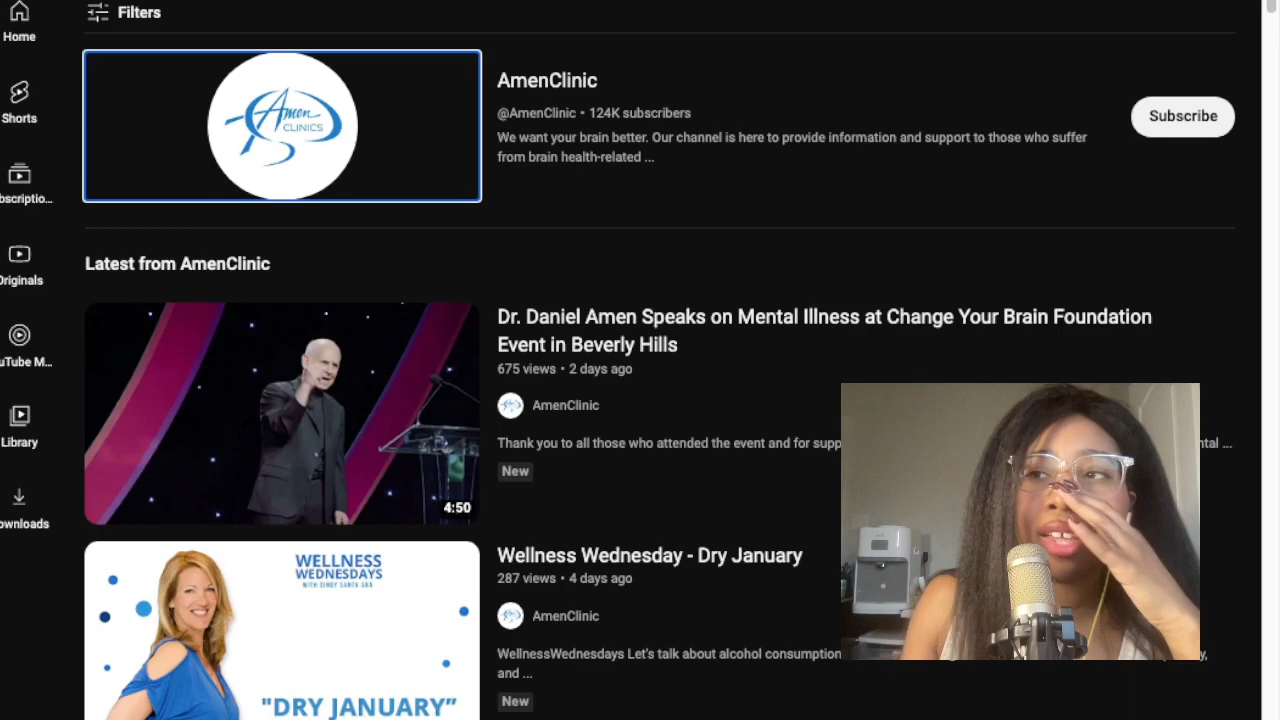 Filters
Home
Shorts
bscriptio...
Originals
uTube M...
Library
ownloads
Amen
CLINICS
AmenClinic
@AmenClinic • 124K subscribers
We want your brain better. Our channel is here to provide information and support to those who suffer
from brain health-related ...
Subscribe
Latest from AmenClinic
4:50
Dr. Daniel Amen Speaks on Mental Illness at Change Your Brain Foundation
Event in Beverly Hills
675 views • 2 days ago
AmenClinic
Thank you to all those who attended the event and for supp ntal ...
New
WELLNESS
WEDNESDAYS
WITH CINDY SANTA ANA
"DRY JANUARY"
Wellness Wednesday - Dry January
287 views • 4 days ago
AmenClinic
WellnessWednesdays Let's talk about alcohol consumption y,
and ...
New